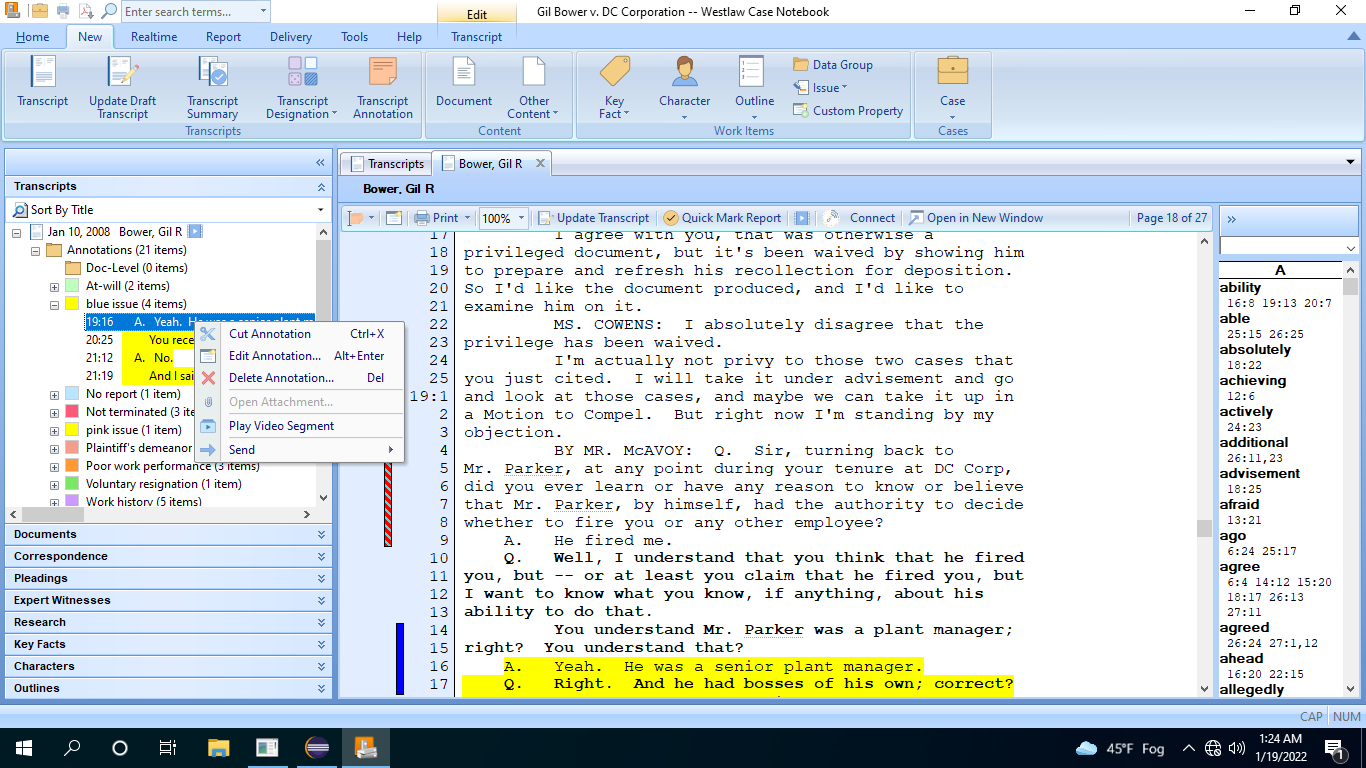 Enter search terms...
Edit
Gil Bower v. DC Corporation -- Westlaw Case Notebook
Home New Realtime Report Delivery Tools Help Transcript
Transcript
Update Draft Transcript
Transcript Summary
Transcript Designation
Transcript Annotation
Transcripts
Document
Other Content
Content
Key Fact
Character
Outline
Data Group
Issue
Custom Property
Work Items
Case
Cases
Transcripts
Sort By Title
Jan 10, 2008 Bower, Gil R
Annotations (21 items)
Doc-Level (0 items)
At-will (2 items)
blue issue (4 items)
19:16 A. Yeah. He was a senior plant m
20:25 You rece
21:12 A. No.
21:19 And I sai
No report (1 item)
Not terminated (3 ite
pink issue (1 item)
Plaintiff's demeanor
Poor work performance (3 items)
Voluntary resignation (1 item)
Work history (5 items)
Cut Annotation Ctrl+X
Edit Annotation... Alt+Enter
Delete Annotation... Del
Open Attachment...
Play Video Segment
Send
Documents
Correspondence
Pleadings
Expert Witnesses
Research
Key Facts
Characters
Outlines
Transcripts Bower, Gil R
Bower, Gil R
Print 100% Update Transcript Quick Mark Report Connect Open in New Window Page 18 of 27
17 I agree with you, that was otherwise a
18 privileged document, but it's been waived by showing him
19 to prepare and refresh his recollection for deposition.
20 So I'd like the document produced, and I'd like to
21 examine him on it.
22 MS. COWENS: I absolutely disagree that the
23 privilege has been waived.
24 I'm actually not privy to those two cases that
25 you just cited. I will take it under advisement and go
19:1 and look at those cases, and maybe we can take it up in
2 a Motion to Compel. But right now I'm standing by my
3 objection.
4 BY MR. McAVOY: Q. Sir, turning back to
5 Mr. Parker, at any point during your tenure at DC Corp,
6 did you ever learn or have any reason to know or believe
7 that Mr. Parker, by himself, had the authority to decide
8 whether to fire you or any other employee?
9 A. He fired me.
10 Q. Well, I understand that you think that he fired
11 you, but -- or at least you claim that he fired you, but
12 I want to know what you know, if anything, about his
13 ability to do that.
14 You understand Mr. Parker was a plant manager;
15 right? You understand that?
16 A. Yeah. He was a senior plant manager.
17 Q. Right. And he had bosses of his own; correct?
A
ability
16:8 19:13 20:7
able
25:15 26:25
absolutely
18:22
achieving
12:6
actively
24:23
additional
26:11,23
advisement
18:25
afraid
13:21
ago
6:24 25:17
agree
6:4 14:12 15:20
18:17 26:13
27:11
agreed
26:24 27:1,12
ahead
16:20 22:15
allegedly
CAP NUM
45°F Fog
1:24 AM
1/19/2022
1